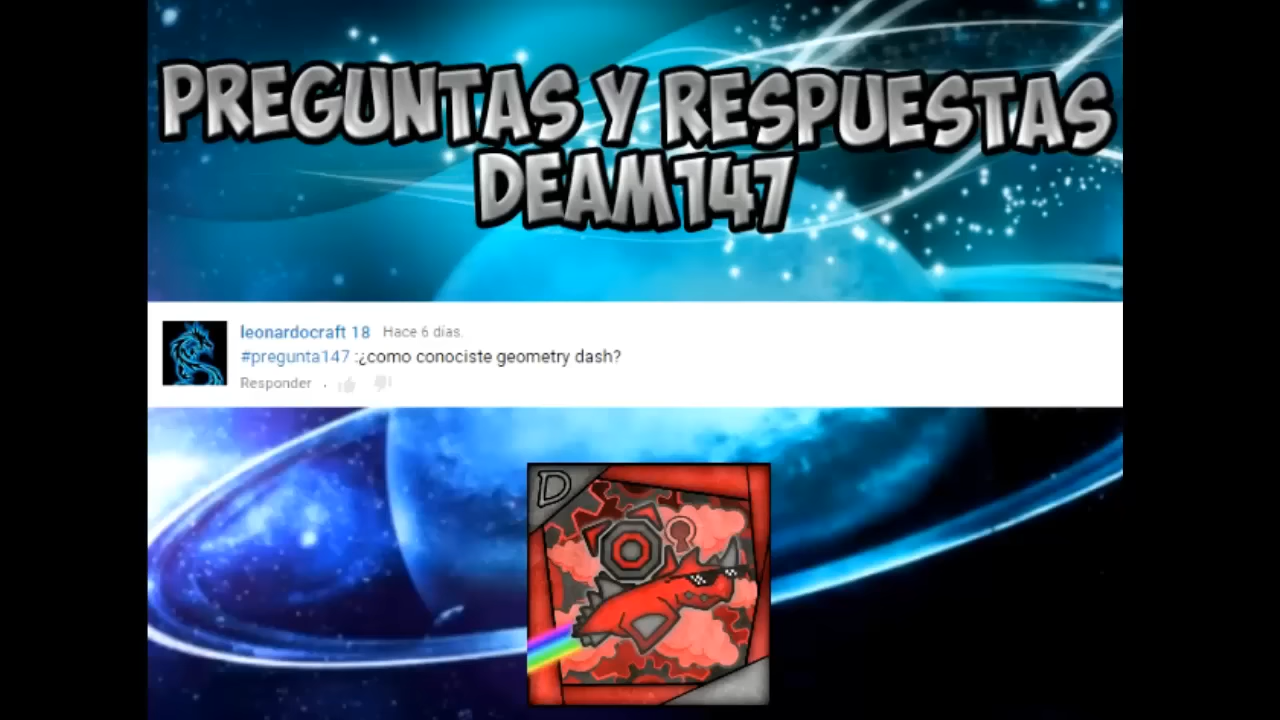 PREGUNTAS Y RESPUESTAS
DEAM147
leonardocraft 18 Hace 6 días.
#pregunta147 :¿como conociste geometry dash?
Responder .
D